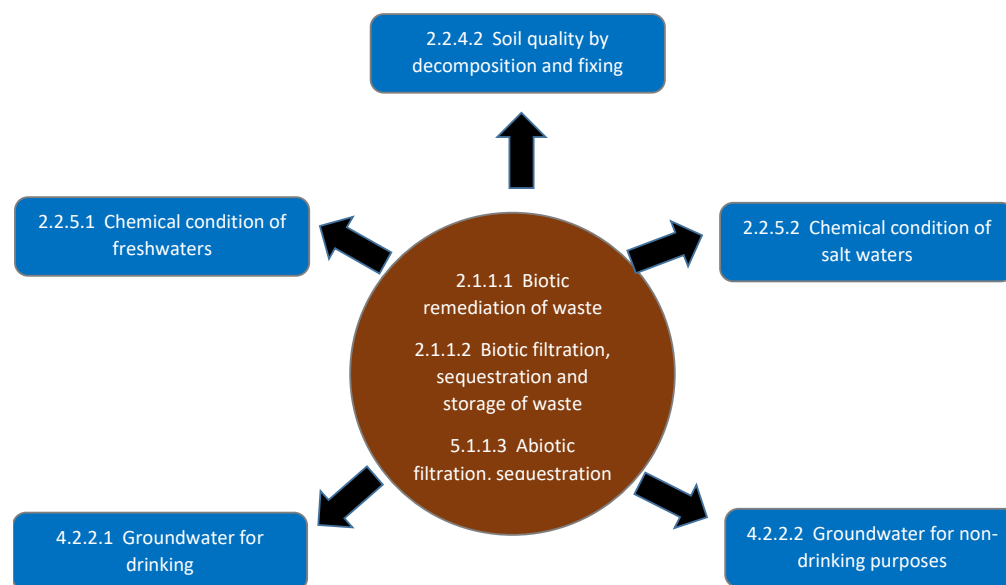 2.2.4.2 Soil quality by
decomposition and fixing
2.2.5.1 Chemical condition of
freshwaters
2.2.5.2 Chemical condition of
salt waters
2.1.1.1 Biotic
remediation of waste
2.1.1.2 Biotic filtration,
sequestration and
storage of waste
5.1.1.3 Abiotic
filtration, sequestration
4.2.2.1 Groundwater for
drinking
4.2.2.2 Groundwater for non-
drinking purposes